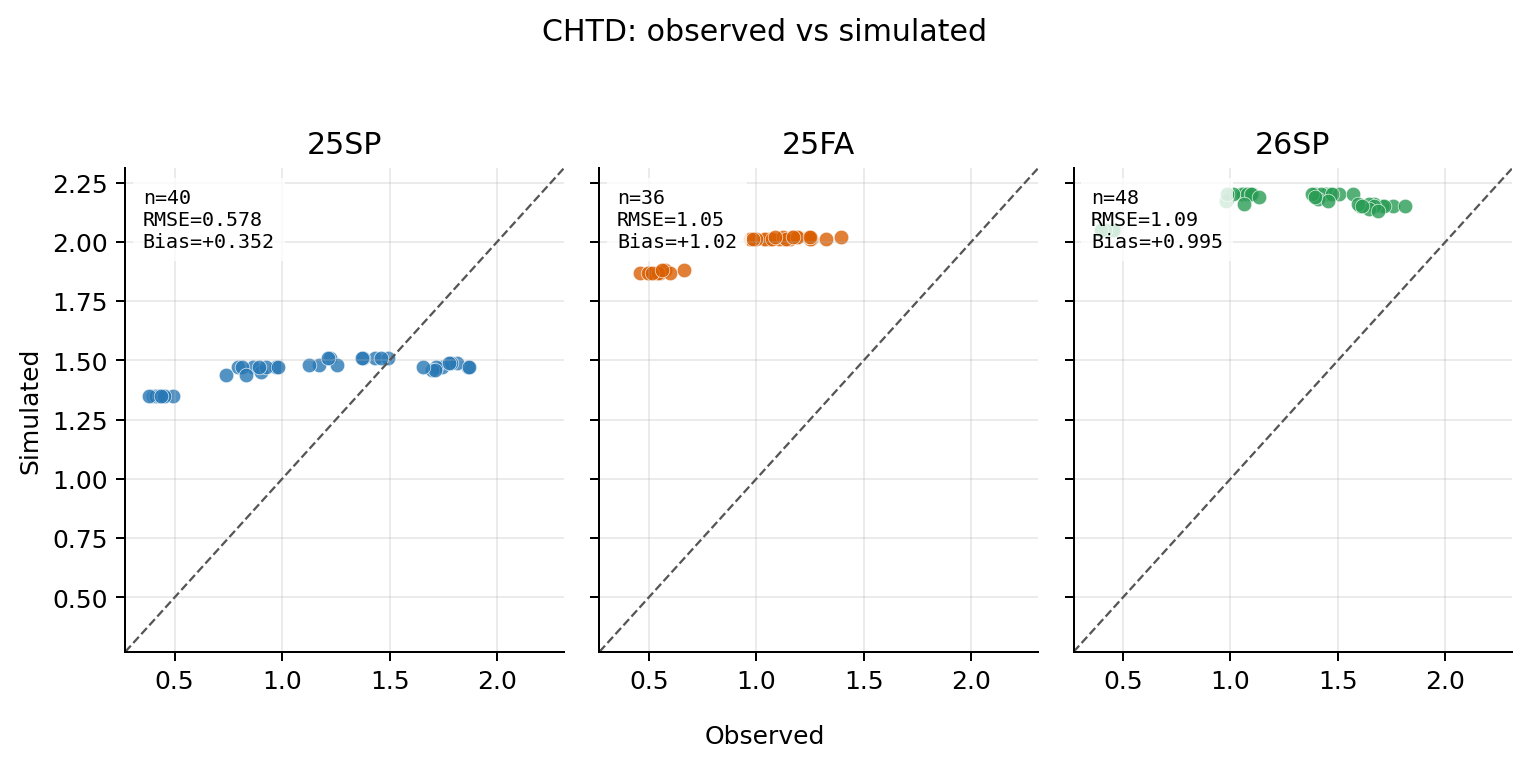 CHTD: observed vs simulated
25SP
25FA
26SP
n=40
RMSE=0.578
Bias=+0.352
n=36
RMSE=1.05
Bias=+1.02
n=48
RMSE=1.09
Bias=+0.995
Simulated
2.25
2.00
1.75
1.50
1.25
1.00
0.75
0.50
0.5 1.0 1.5 2.0
0.5 1.0 1.5 2.0
0.5 1.0 1.5 2.0
Observed